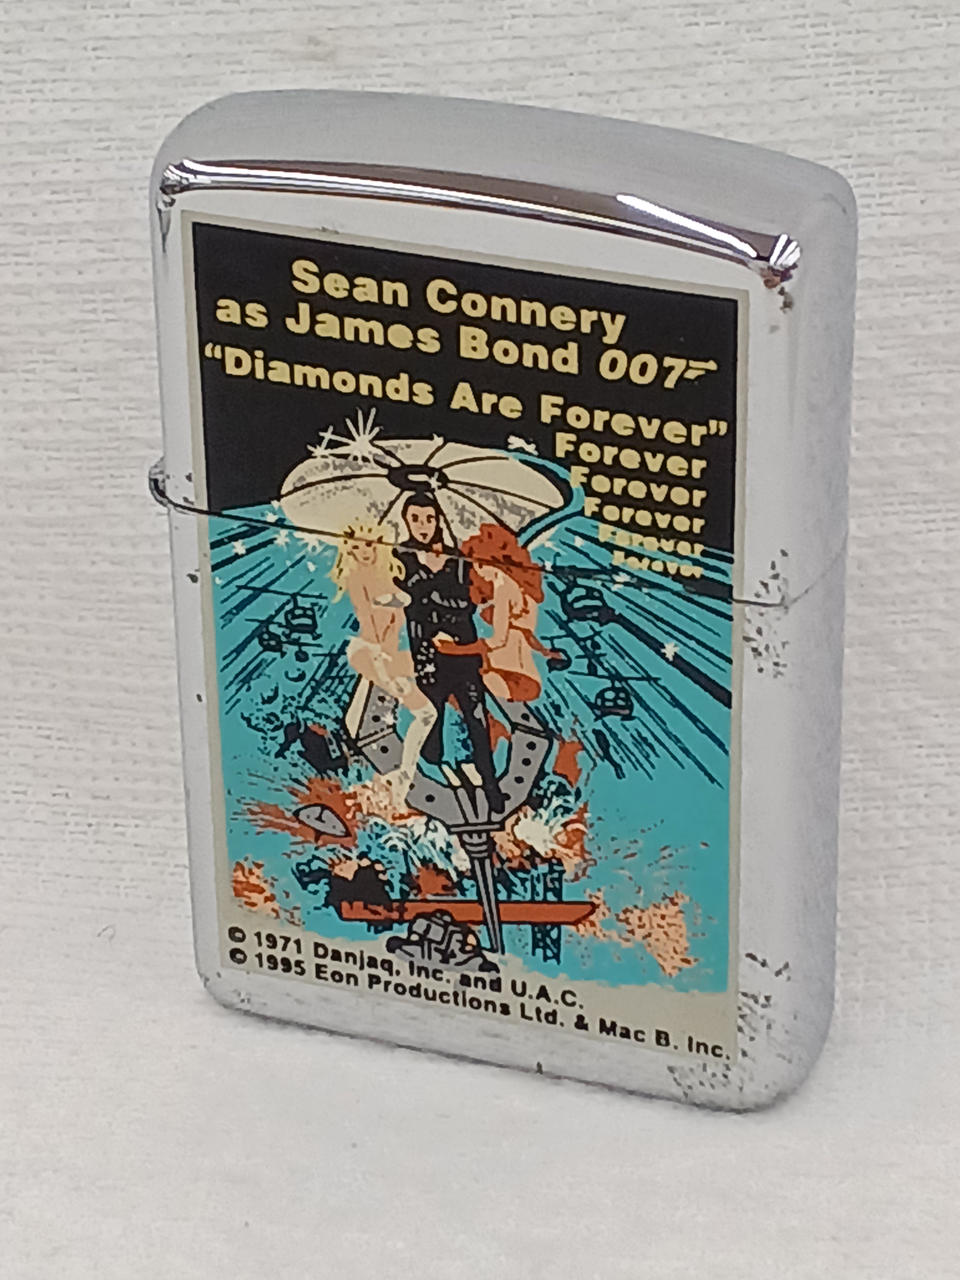 Sean Connery
as James Bond 007
“Diamonds Are Forever”
Forever
Forever
Forever
Forever
Forever
© 1971 Danjaq, Inc. and U.A.C.
© 1995 Eon Productions Ltd. & Mac B. Inc.